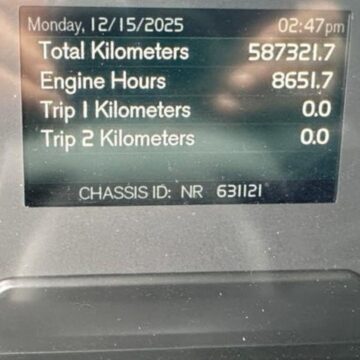 Monday, 12/15/2025 02:47pm
Total Kilometers 587321.7
Engine Hours 8651.7
Trip 1 Kilometers 0.0
Trip 2 Kilometers 0.0
CHASSIS ID: NR 631121